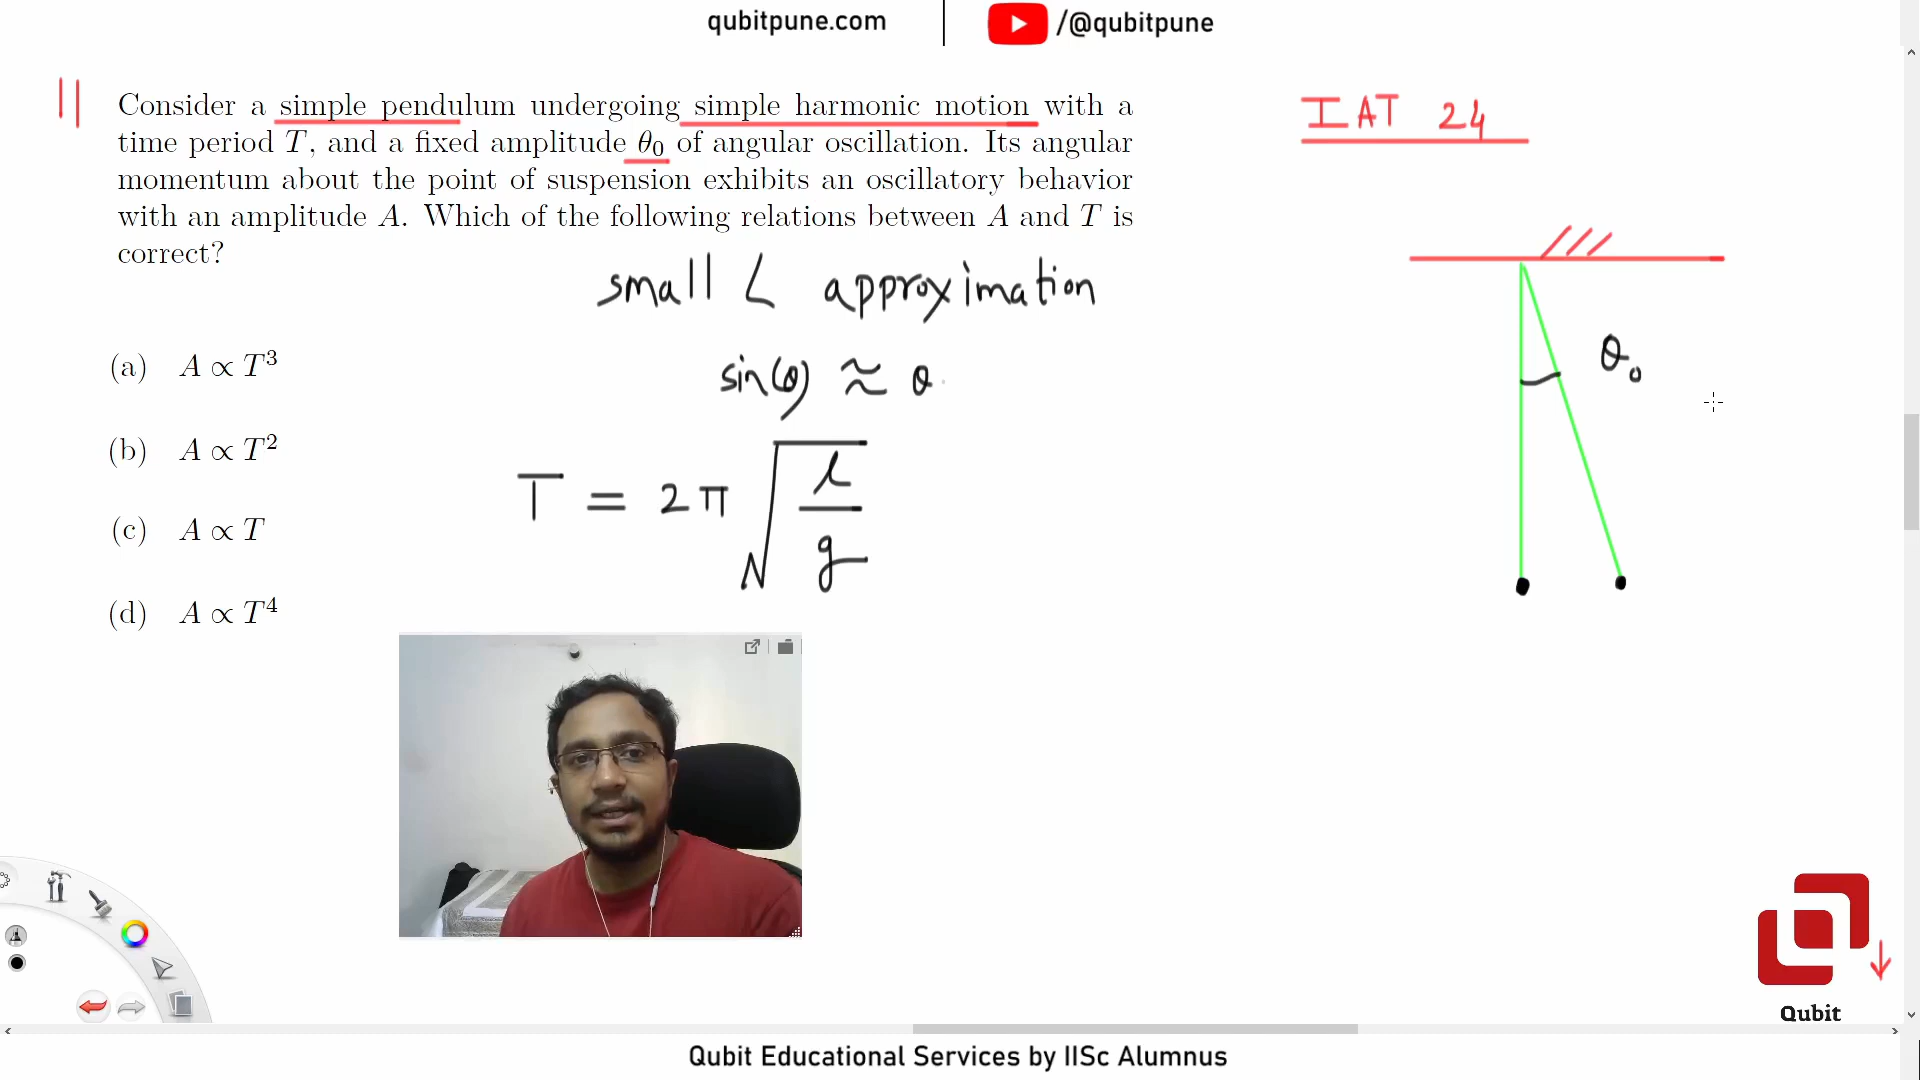 qubitpune.com | /@qubitpune
11
Consider a simple pendulum undergoing simple harmonic motion with a
time period T, and a fixed amplitude θ₀ of angular oscillation. Its angular
momentum about the point of suspension exhibits an oscillatory behavior
with an amplitude A. Which of the following relations between A and T is
correct?
IAT 24
small ∠ approximation
sin(θ) ≈ θ
T = 2π √(l/g)
(a) A ∝ T³
(b) A ∝ T²
(c) A ∝ T
(d) A ∝ T⁴
θ₀
Qubit
Qubit Educational Services by IISc Alumnus